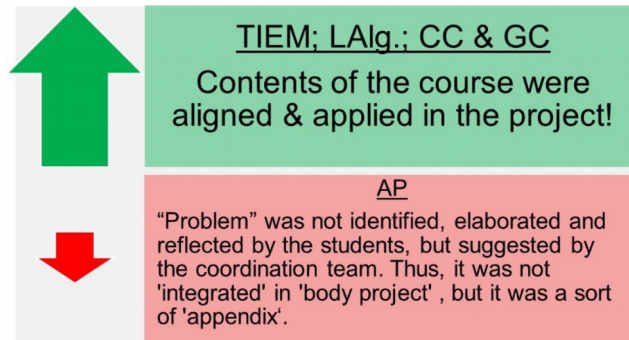 TIEM; LAlg.; CC & GC
Contents of the course were
aligned & applied in the project!
AP
“Problem” was not identified, elaborated and
reflected by the students, but suggested by
the coordination team. Thus, it was not
'integrated' in 'body project' , but it was a sort
of 'appendix‘.